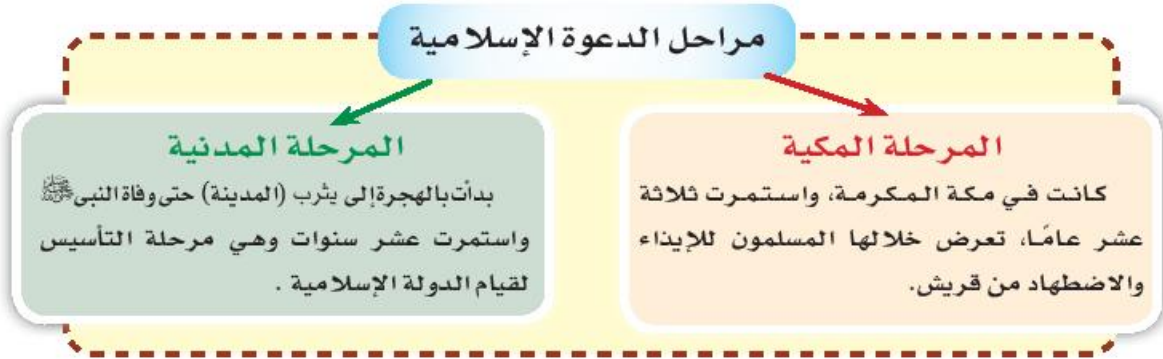 مراحل الدعوة الإسلامية
المرحلة المكية
كانت في مكة المكرمة، واستمرت ثلاثة
عشر عامًا، تعرض خلالها المسلمون للإيذاء
والاضطهاد من قريش.
المرحلة المدنية
بدأت بالهجرة إلى يثرب (المدينة) حتى وفاة النبي ﷺ
واستمرت عشر سنوات وهي مرحلة التأسيس
لقيام الدولة الإسلامية .